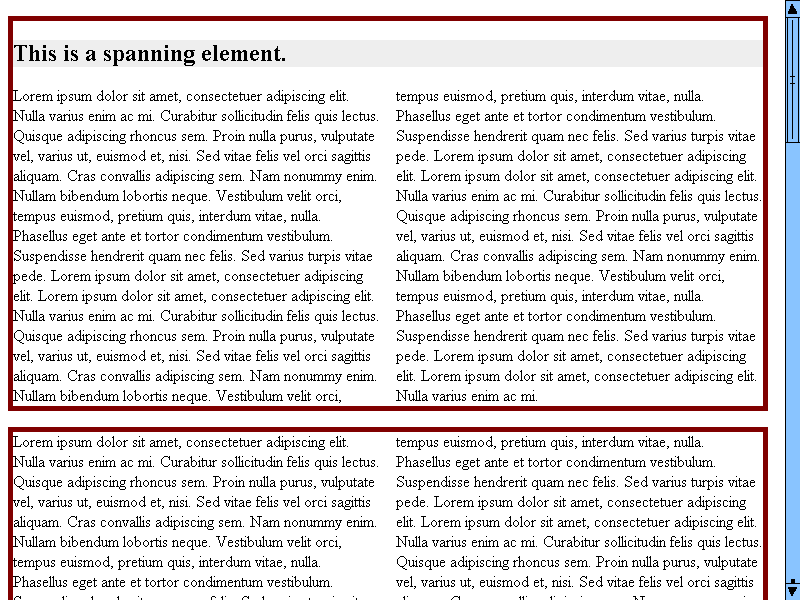 This is a spanning element.
Lorem ipsum dolor sit amet, consectetuer adipiscing elit.
Nulla varius enim ac mi. Curabitur sollicitudin felis quis lectus.
Quisque adipiscing rhoncus sem. Proin nulla purus, vulputate
vel, varius ut, euismod et, nisi. Sed vitae felis vel orci sagittis
aliquam. Cras convallis adipiscing sem. Nam nonummy enim.
Nullam bibendum lobortis neque. Vestibulum velit orci,
tempus euismod, pretium quis, interdum vitae, nulla.
Phasellus eget ante et tortor condimentum vestibulum.
Suspendisse hendrerit quam nec felis. Sed varius turpis vitae
pede. Lorem ipsum dolor sit amet, consectetuer adipiscing
elit. Lorem ipsum dolor sit amet, consectetuer adipiscing elit.
Nulla varius enim ac mi. Curabitur sollicitudin felis quis lectus.
Quisque adipiscing rhoncus sem. Proin nulla purus, vulputate
vel, varius ut, euismod et, nisi. Sed vitae felis vel orci sagittis
aliquam. Cras convallis adipiscing sem. Nam nonummy enim.
Nullam bibendum lobortis neque. Vestibulum velit orci,
tempus euismod, pretium quis, interdum vitae, nulla.
Phasellus eget ante et tortor condimentum vestibulum.
Suspendisse hendrerit quam nec felis. Sed varius turpis vitae
pede. Lorem ipsum dolor sit amet, consectetuer adipiscing
elit. Lorem ipsum dolor sit amet, consectetuer adipiscing elit.
Nulla varius enim ac mi. Curabitur sollicitudin felis quis lectus.
Quisque adipiscing rhoncus sem. Proin nulla purus, vulputate
vel, varius ut, euismod et, nisi. Sed vitae felis vel orci sagittis
aliquam. Cras convallis adipiscing sem. Nam nonummy enim.
Nullam bibendum lobortis neque. Vestibulum velit orci,
tempus euismod, pretium quis, interdum vitae, nulla.
Phasellus eget ante et tortor condimentum vestibulum.
Suspendisse hendrerit quam nec felis. Sed varius turpis vitae
pede. Lorem ipsum dolor sit amet, consectetuer adipiscing
elit. Lorem ipsum dolor sit amet, consectetuer adipiscing elit.
Nulla varius enim ac mi.
Lorem ipsum dolor sit amet, consectetuer adipiscing elit.
Nulla varius enim ac mi. Curabitur sollicitudin felis quis lectus.
Quisque adipiscing rhoncus sem. Proin nulla purus, vulputate
vel, varius ut, euismod et, nisi. Sed vitae felis vel orci sagittis
aliquam. Cras convallis adipiscing sem. Nam nonummy enim.
Nullam bibendum lobortis neque. Vestibulum velit orci,
tempus euismod, pretium quis, interdum vitae, nulla.
Phasellus eget ante et tortor condimentum vestibulum.
tempus euismod, pretium quis, interdum vitae, nulla.
Phasellus eget ante et tortor condimentum vestibulum.
Suspendisse hendrerit quam nec felis. Sed varius turpis vitae
pede. Lorem ipsum dolor sit amet, consectetuer adipiscing
elit. Lorem ipsum dolor sit amet, consectetuer adipiscing elit.
Nulla varius enim ac mi. Curabitur sollicitudin felis quis lectus.
Quisque adipiscing rhoncus sem. Proin nulla purus, vulputate
vel, varius ut, euismod et, nisi. Sed vitae felis vel orci sagittis